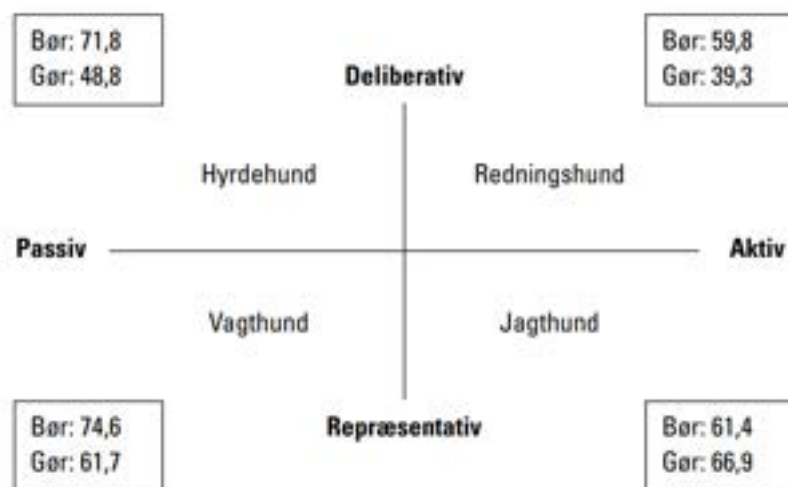 Bør: 71,8
Gør: 48,8
Bør: 59,8
Gør: 39,3
Deliberativ
Hyrdehund
Redningshund
Passiv
Aktiv
Vagthund
Jagthund
Bør: 74,6
Gør: 61,7
Repræsentativ
Bør: 61,4
Gør: 66,9